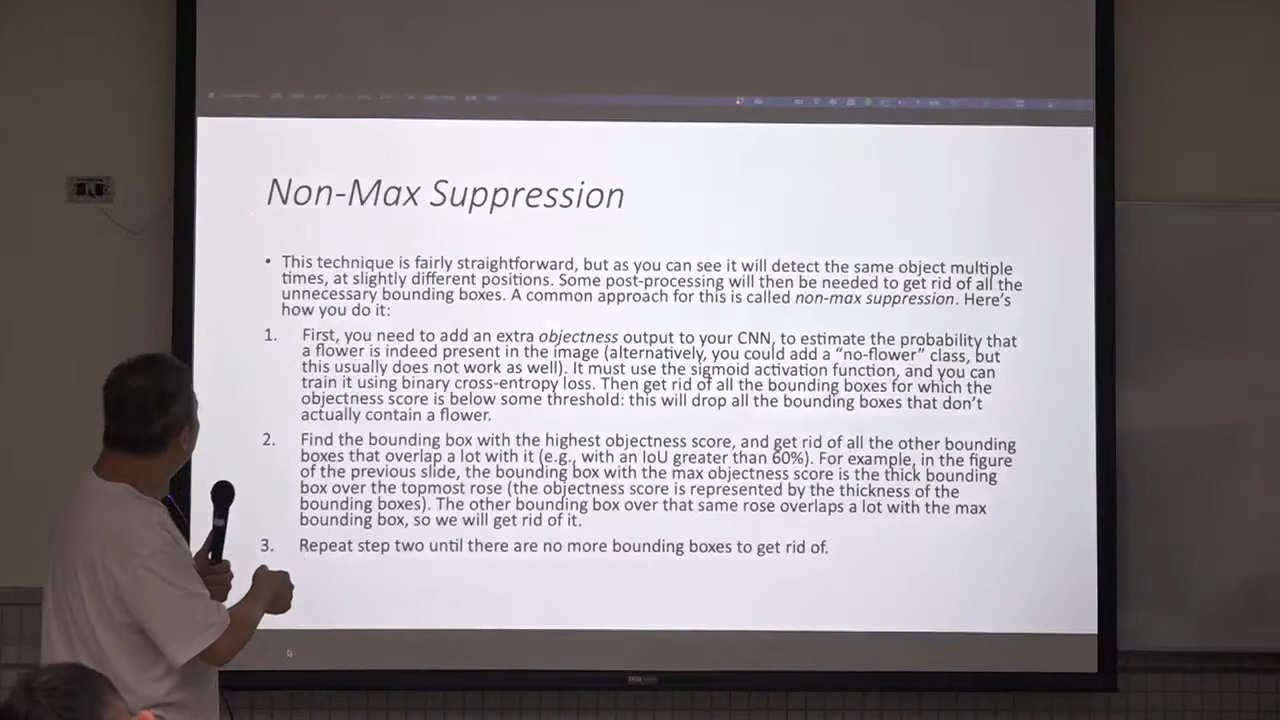 Non-Max Suppression
• This technique is fairly straightforward, but as you can see it will detect the same object multiple
times, at slightly different positions. Some post-processing will then be needed to get rid of all the
unnecessary bounding boxes. A common approach for this is called non-max suppression. Here's
how you do it:
1. First, you need to add an extra objectness output to your CNN, to estimate the probability that
a flower is indeed present in the image (alternatively, you could add a “no-flower” class, but
this usually does not work as well). It must use the sigmoid activation function, and you can
train it using binary cross-entropy loss. Then get rid of all the bounding boxes for which the
objectness score is below some threshold: this will drop all the bounding boxes that don't
actually contain a flower.
2. Find the bounding box with the highest objectness score, and get rid of all the other bounding
boxes that overlap a lot with it (e.g., with an IoU greater than 60%). For example, in the figure
of the previous slide, the bounding box with the max objectness score is the thick bounding
box over the topmost rose (the objectness score is represented by the thickness of the
bounding boxes). The other bounding box over that same rose overlaps a lot with the max
bounding box, so we will get rid of it.
3. Repeat step two until there are no more bounding boxes to get rid of.